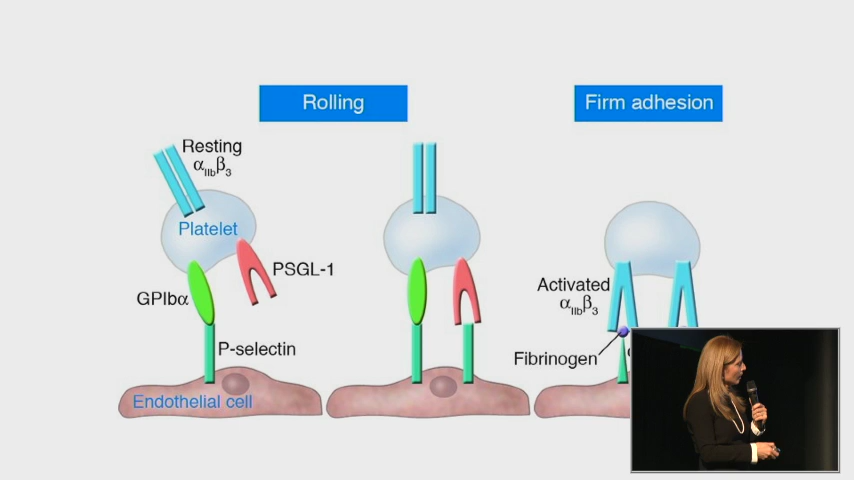 Rolling
Firm adhesion
Resting
αIIbβ3
Platelet
PSGL-1
GPIbα
P-selectin
Endothelial cell
Activated
αIIbβ3
Fibrinogen